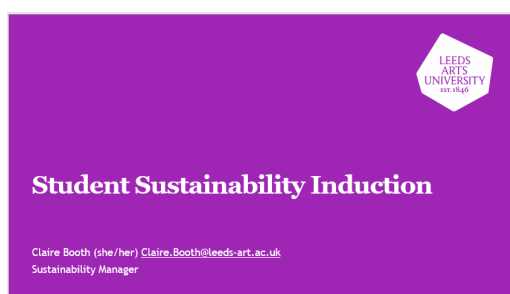 LEEDS
ARTS
UNIVERSITY
EST. 1846
Student Sustainability Induction
Claire Booth (she/her) Claire.Booth@leeds-art.ac.uk
Sustainability Manager